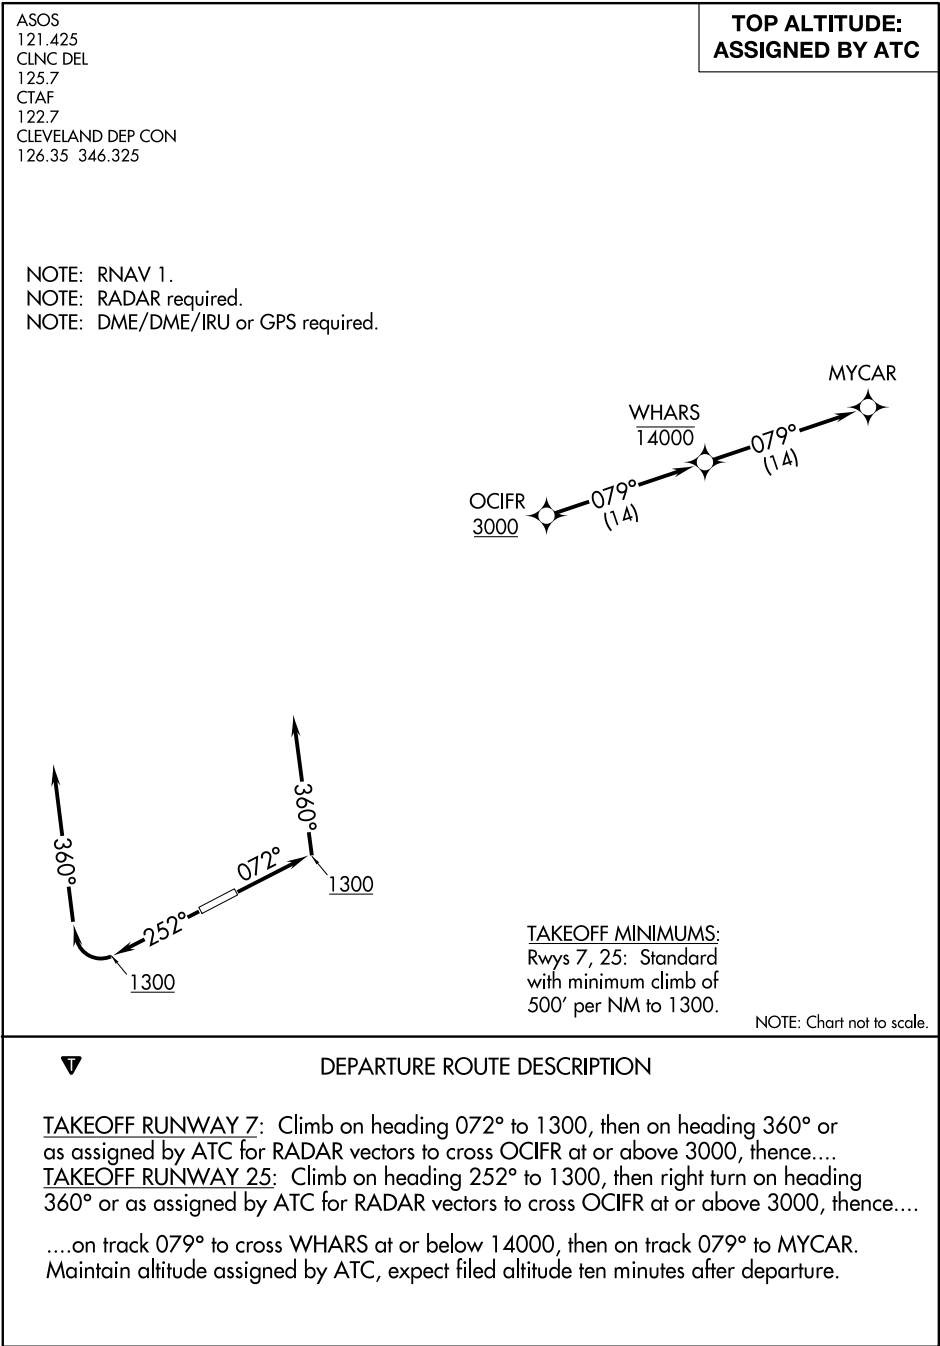 ASOS
121.425
CLNC DEL
125.7
CTAF
122.7
CLEVELAND DEP CON
126.35 346.325
TOP ALTITUDE:
ASSIGNED BY ATC
NOTE: RNAV 1.
NOTE: RADAR required.
NOTE: DME/DME/IRU or GPS required.
MYCAR
WHARS
14000
079°
(14)
OCIFR
3000
079°
(14)
360°
360°
072°
1300
252°
1300
TAKEOFF MINIMUMS:
Rwys 7, 25: Standard
with minimum climb of
500' per NM to 1300.
NOTE: Chart not to scale.
T
DEPARTURE ROUTE DESCRIPTION
TAKEOFF RUNWAY 7: Climb on heading 072° to 1300, then on heading 360° or
as assigned by ATC for RADAR vectors to cross OCIFR at or above 3000, thence....
TAKEOFF RUNWAY 25: Climb on heading 252° to 1300, then right turn on heading
360° or as assigned by ATC for RADAR vectors to cross OCIFR at or above 3000, thence....
....on track 079° to cross WHARS at or below 14000, then on track 079° to MYCAR.
Maintain altitude assigned by ATC, expect filed altitude ten minutes after departure.